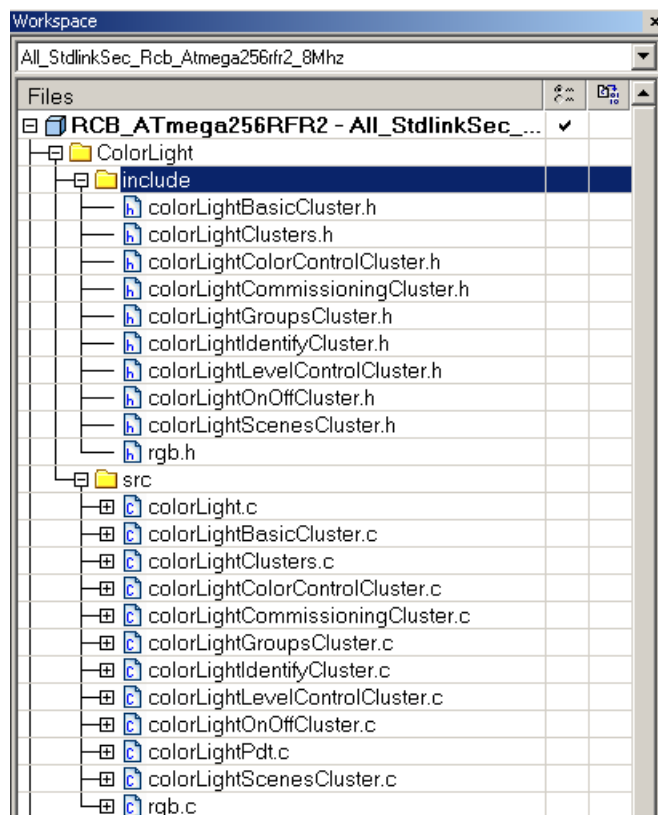 Workspace
All_StdlinkSec_Rcb_Atmega256rfr2_8Mhz
Files
RCB_ATmega256RFR2 - All_StdlinkSec_...
ColorLight
include
colorLightBasicCluster.h
colorLightClusters.h
colorLightColorControlCluster.h
colorLightCommissioningCluster.h
colorLightGroupsCluster.h
colorLightIdentifyCluster.h
colorLightLevelControlCluster.h
colorLightOnOffCluster.h
colorLightScenesCluster.h
rgb.h
src
colorLight.c
colorLightBasicCluster.c
colorLightClusters.c
colorLightColorControlCluster.c
colorLightCommissioningCluster.c
colorLightGroupsCluster.c
colorLightIdentifyCluster.c
colorLightLevelControlCluster.c
colorLightOnOffCluster.c
colorLightPdt.c
colorLightScenesCluster.c
rgb.c